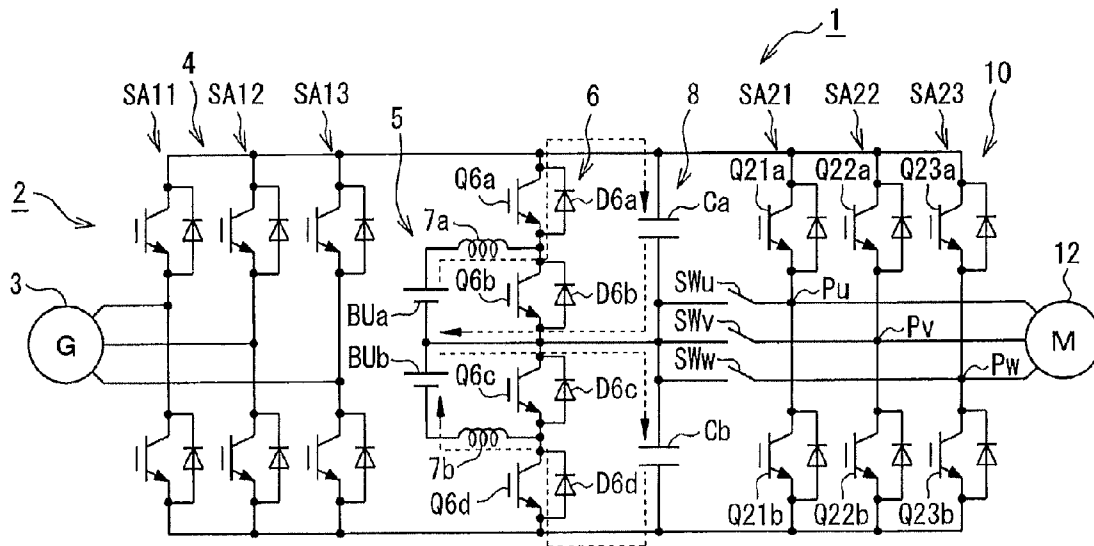 1
4
SA11
SA12
SA13
5
6
8
SA21
SA22
SA23
10
2
Q6a
D6a
Ca
Q21a
Q22a
Q23a
7a
3
G
BUa
Q6b
D6b
SWu
Pu
12
SWv
Pv
M
BUb
Q6c
D6c
SWw
Pw
7b
Cb
Q6d
D6d
Q21b
Q22b
Q23b